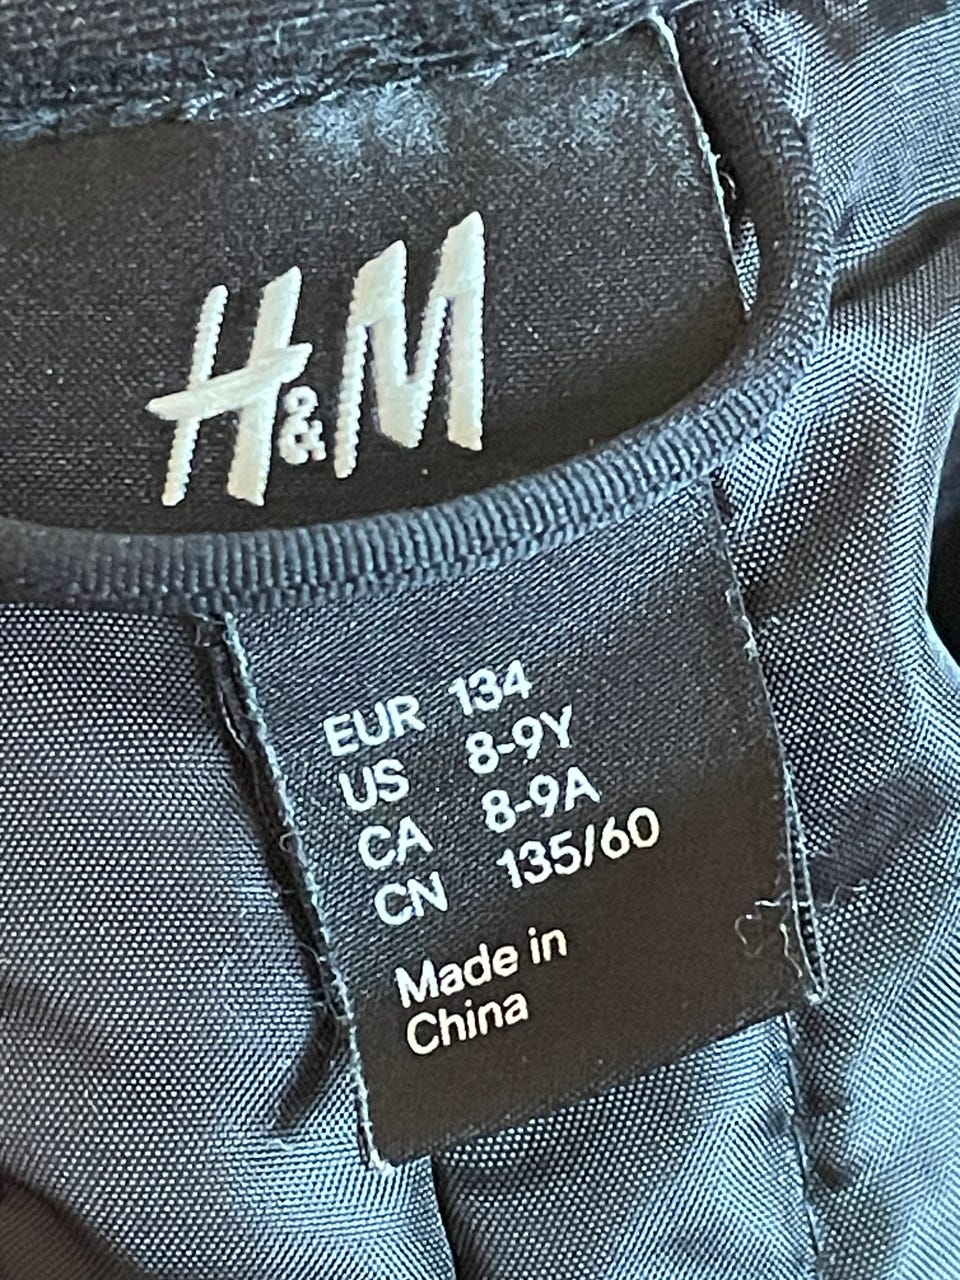 H&M
EUR 134
US 8-9Y
CA 8-9A
CN 135/60
Made in
China